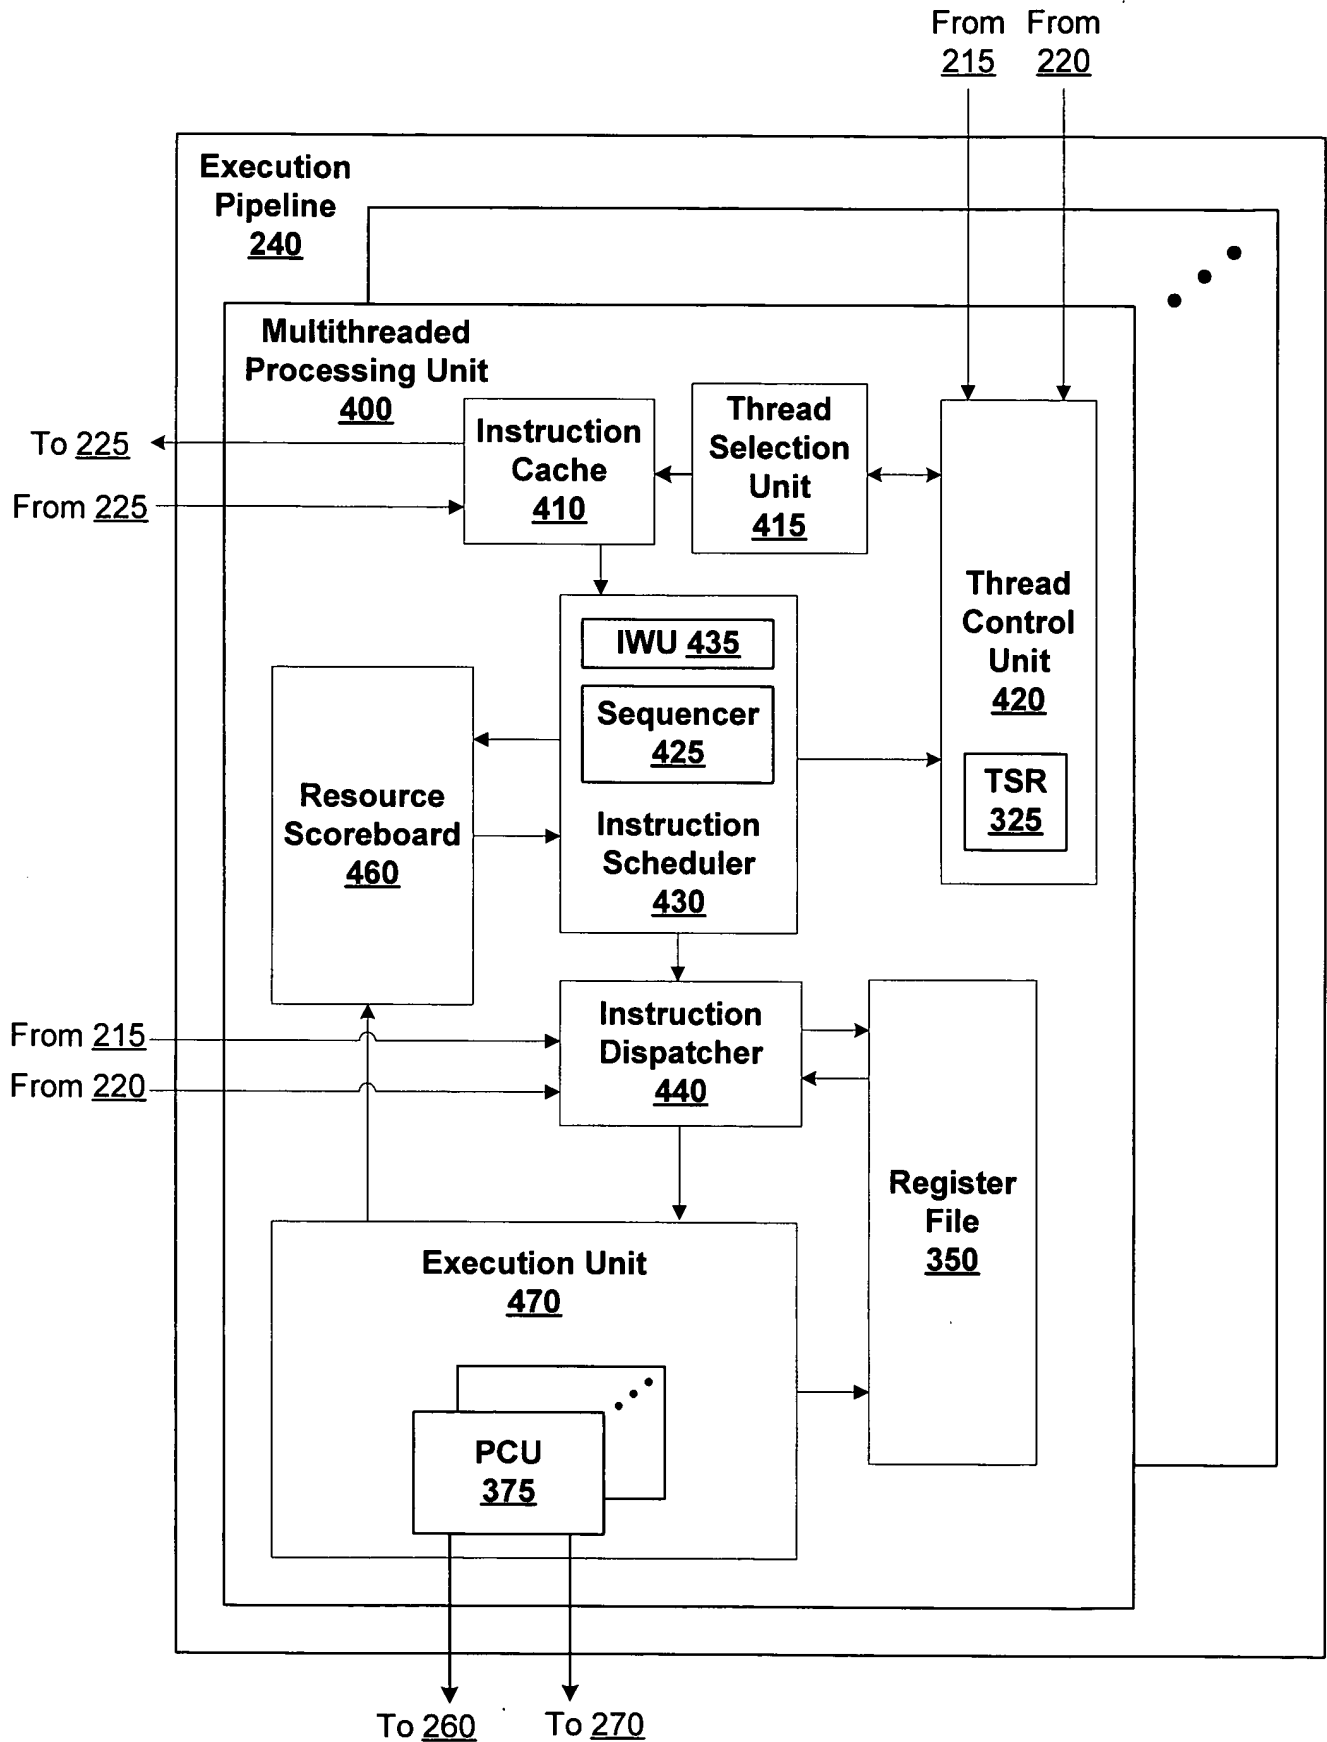 From From
215 220
Execution
Pipeline
240
Multithreaded
Processing Unit
400
To 225
From 225
Instruction
Cache
410
Thread
Selection
Unit
415
Thread
Control
Unit
420
TSR
325
IWU 435
Sequencer
425
Instruction
Scheduler
430
Resource
Scoreboard
460
From 215
From 220
Instruction
Dispatcher
440
Register
File
350
Execution Unit
470
PCU
375
To 260 To 270